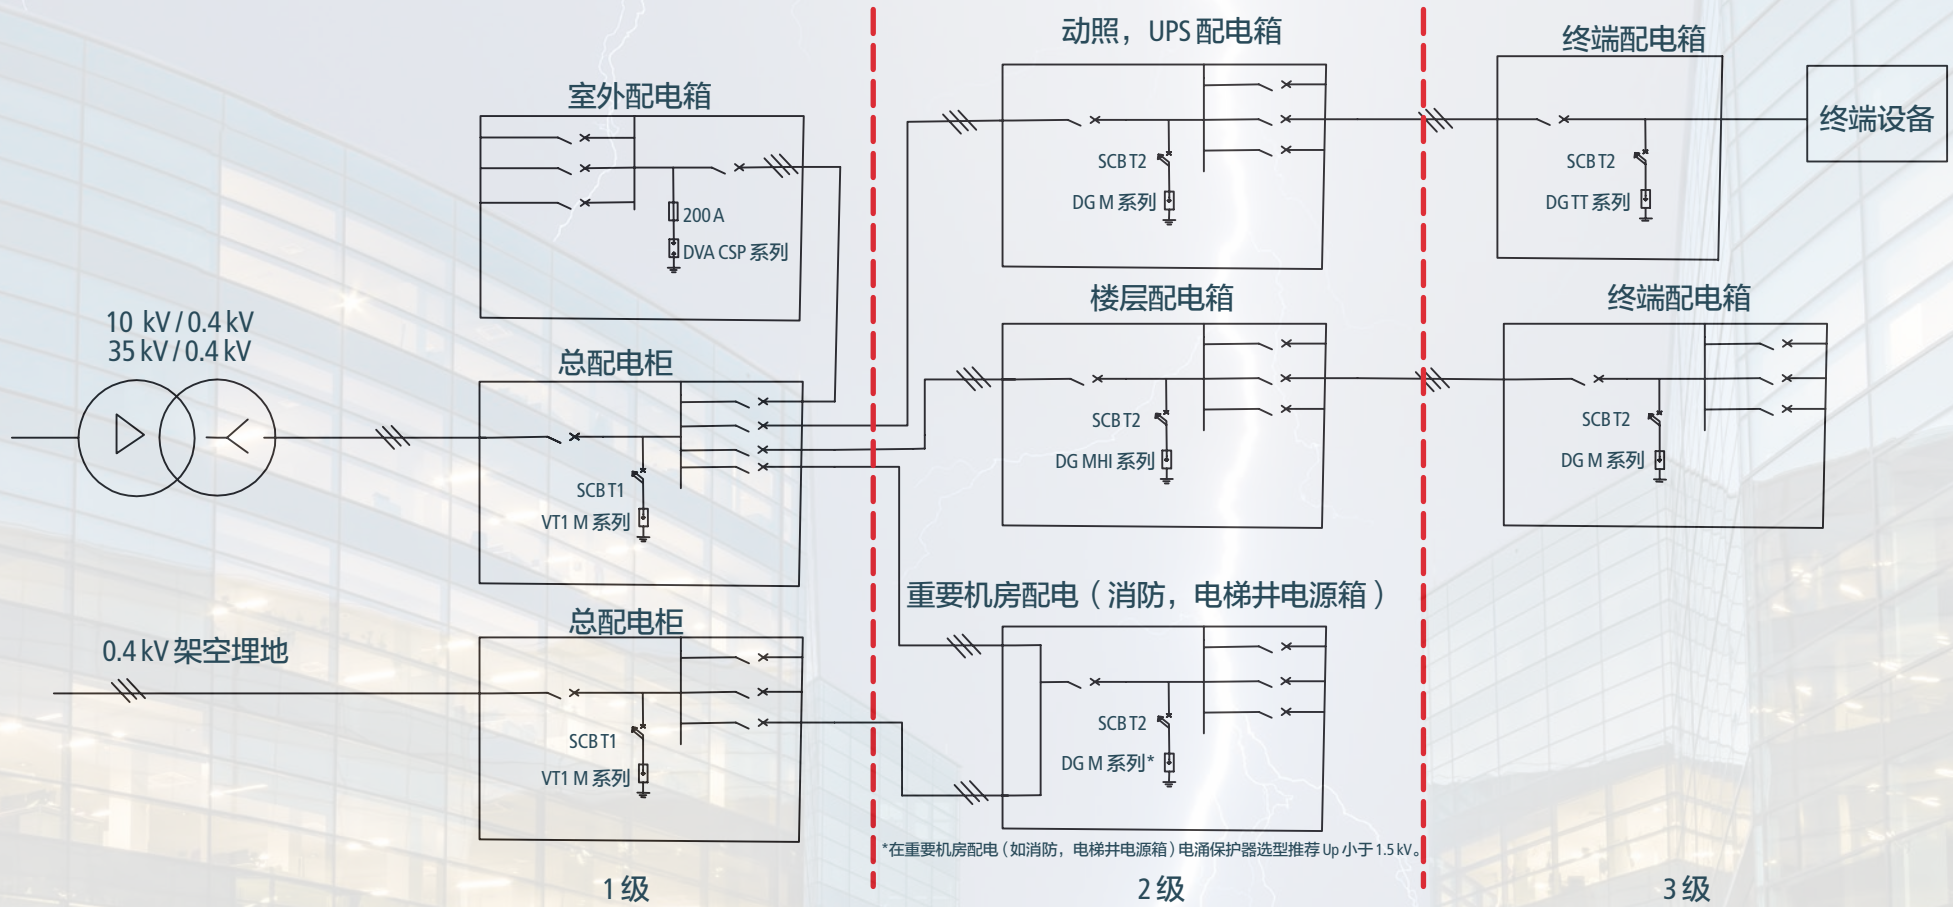 动照，UPS 配电箱
终端配电箱
室外配电箱
终端设备
SCB T2
DG M 系列
SCB T2
DG TT 系列
200 A
DVA CSP 系列
10 kV / 0.4 kV
35 kV / 0.4 kV
总配电柜
楼层配电箱
终端配电箱
SCB T1
VT1 M 系列
SCB T2
DG MHI 系列
SCB T2
DG M 系列
0.4 kV 架空埋地
总配电柜
重要机房配电（消防，电梯井电源箱）
SCB T1
VT1 M 系列
SCB T2
DG M 系列*
*在重要机房配电（如消防，电梯井电源箱）电涌保护器选型推荐 Up 小于 1.5 kV。
1 级
2 级
3 级